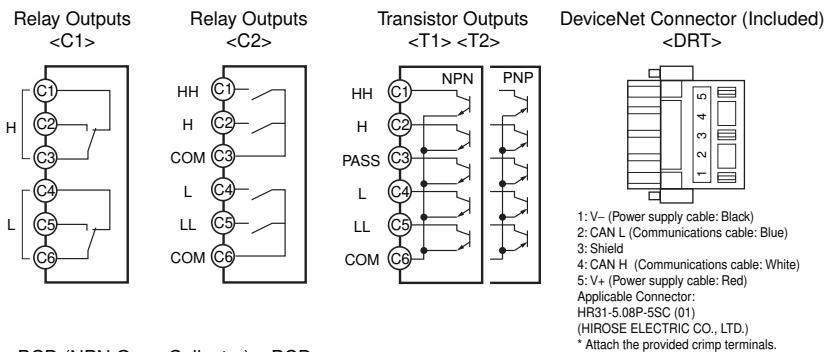 Relay Outputs
<C1>
H
L
C1
C2
C3
C4
C5
C6
Relay Outputs
<C2>
HH
H
COM
L
LL
COM
C1
C2
C3
C4
C5
C6
Transistor Outputs
<T1> <T2>
NPN
PNP
HH
H
PASS
L
LL
COM
C1
C2
C3
C4
C5
C6
DeviceNet Connector (Included)
<DRT>
5
4
3
2
1
1: V– (Power supply cable: Black)
2: CAN L (Communications cable: Blue)
3: Shield
4: CAN H (Communications cable: White)
5: V+ (Power supply cable: Red)
Applicable Connector:
HR31-5.08P-5SC (01)
(HIROSE ELECTRIC CO., LTD.)
* Attach the provided crimp terminals.